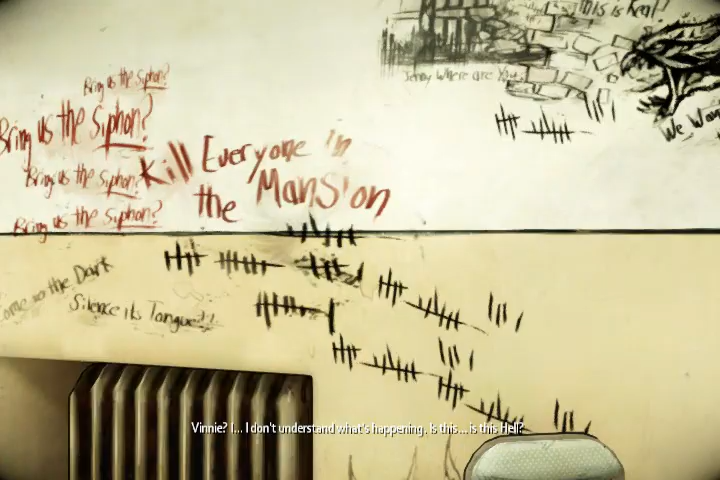 This is Real!
Jenny Where are You
We Wan
Bring us the Siphon?
Bring us the Siphon?
Bring us the Siphon?
Bring us the Siphon?
Kill Everyone in
the Mansion
Come to the Dark
Silence its Tongue?!
Vinnie? I... I don't understand what's happening. Is this... is this Hell?